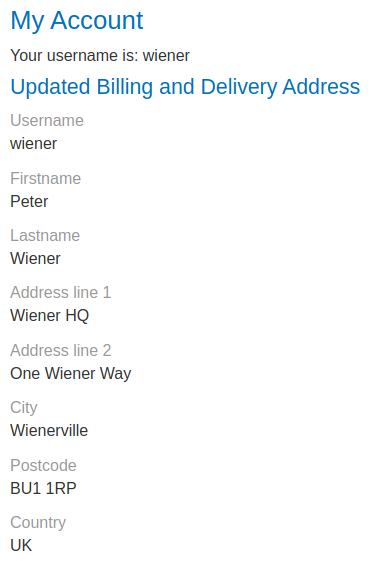 My Account
Your username is: wiener
Updated Billing and Delivery Address
Username
wiener
Firstname
Peter
Lastname
Wiener
Address line 1
Wiener HQ
Address line 2
One Wiener Way
City
Wienerville
Postcode
BU1 1RP
Country
UK